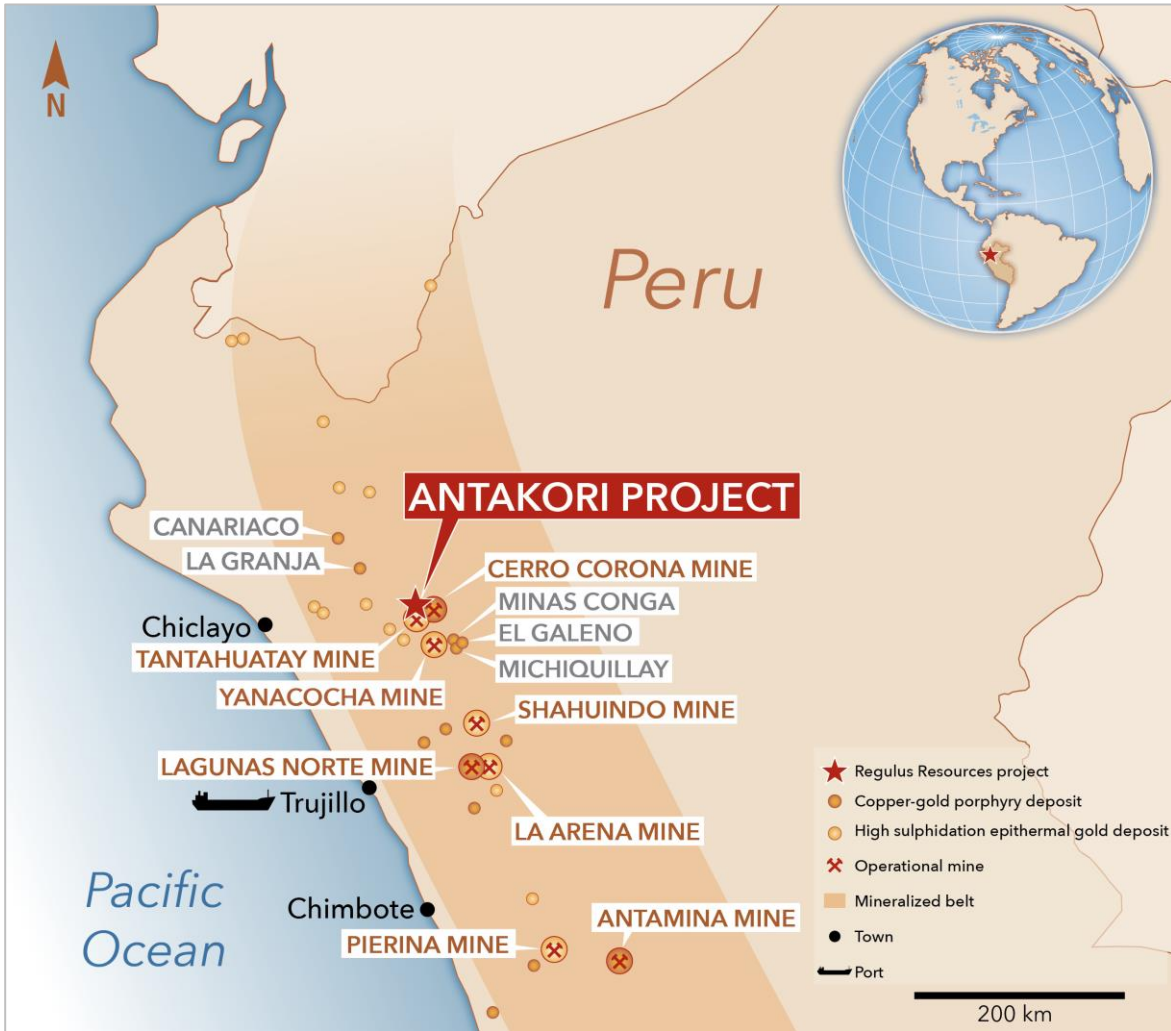 N
Peru
ANTAKORI PROJECT
CANARIACO
LA GRANJA
CERRO CORONA MINE
MINAS CONGA
EL GALENO
MICHIQUILLAY
Chiclayo
TANTAHUATAY MINE
YANACOCHA MINE
SHAHUINDO MINE
LAGUNAS NORTE MINE
Trujillo
LA ARENA MINE
Pacific
Ocean
Chimbote
PIERINA MINE
ANTAMINA MINE
Regulus Resources project
Copper-gold porphyry deposit
High sulphidation epithermal gold deposit
Operational mine
Mineralized belt
Town
Port
200 km